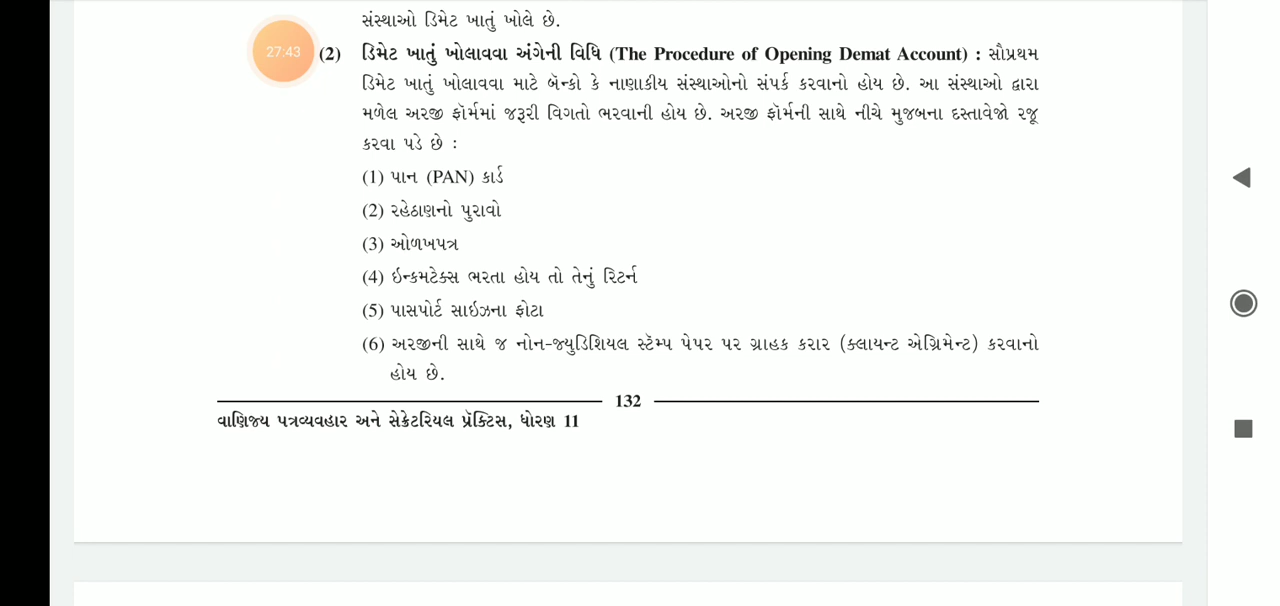 સંસ્થાઓ ડિમેટ ખાતું ખોલે છે.
27:43
(2) ડિમેટ ખાતું ખોલાવવા અંગેની વિધિ (The Procedure of Opening Demat Account) : સૌપ્રથમ
ડિમેટ ખાતું ખોલાવવા માટે બૅન્કો કે નાણાકીય સંસ્થાઓનો સંપર્ક કરવાનો હોય છે. આ સંસ્થાઓ દ્વારા
મળેલ અરજી ફૉર્મમાં જરૂરી વિગતો ભરવાની હોય છે. અરજી ફૉર્મની સાથે નીચે મુજબના દસ્તાવેજો રજૂ
કરવા પડે છે :
(1) પાન (PAN) કાર્ડ
(2) રહેઠાણનો પુરાવો
(3) ઓળખપત્ર
(4) ઇન્કમટેક્સ ભરતા હોય તો તેનું રિટર્ન
(5) પાસપોર્ટ સાઇઝના ફોટા
(6) અરજીની સાથે જ નોન-જ્યુડિશિયલ સ્ટૅમ્પ પેપર પર ગ્રાહક કરાર (ક્લાયન્ટ એગ્રિમેન્ટ) કરવાનો
હોય છે.
132
વાણિજ્ય પત્રવ્યવહાર અને સેક્રેટરિયલ પ્રૅક્ટિસ, ધોરણ 11